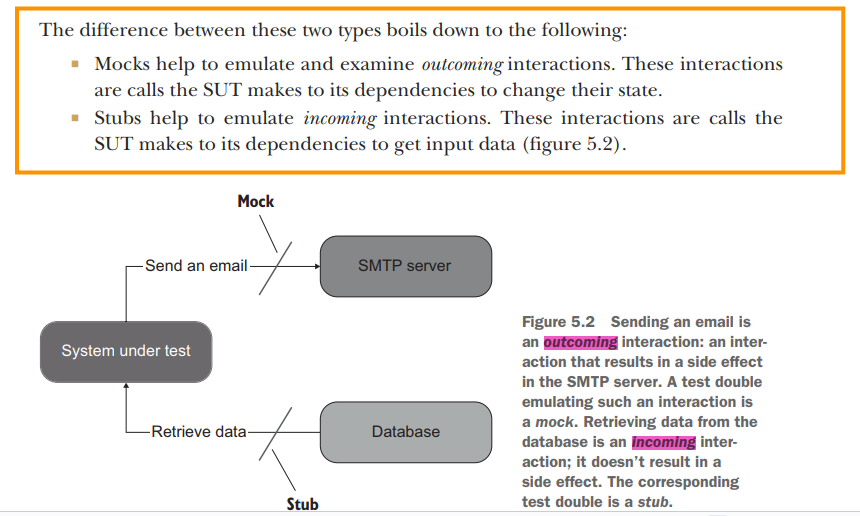 The difference between these two types boils down to the following:
▪ Mocks help to emulate and examine outcoming interactions. These interactions
are calls the SUT makes to its dependencies to change their state.
▪ Stubs help to emulate incoming interactions. These interactions are calls the
SUT makes to its dependencies to get input data (figure 5.2).
Mock
Send an email
SMTP server
System under test
Retrieve data
Database
Stub
Figure 5.2 Sending an email is
an outcoming interaction: an inter-
action that results in a side effect
in the SMTP server. A test double
emulating such an interaction is
a mock. Retrieving data from the
database is an incoming inter-
action; it doesn't result in a
side effect. The corresponding
test double is a stub.